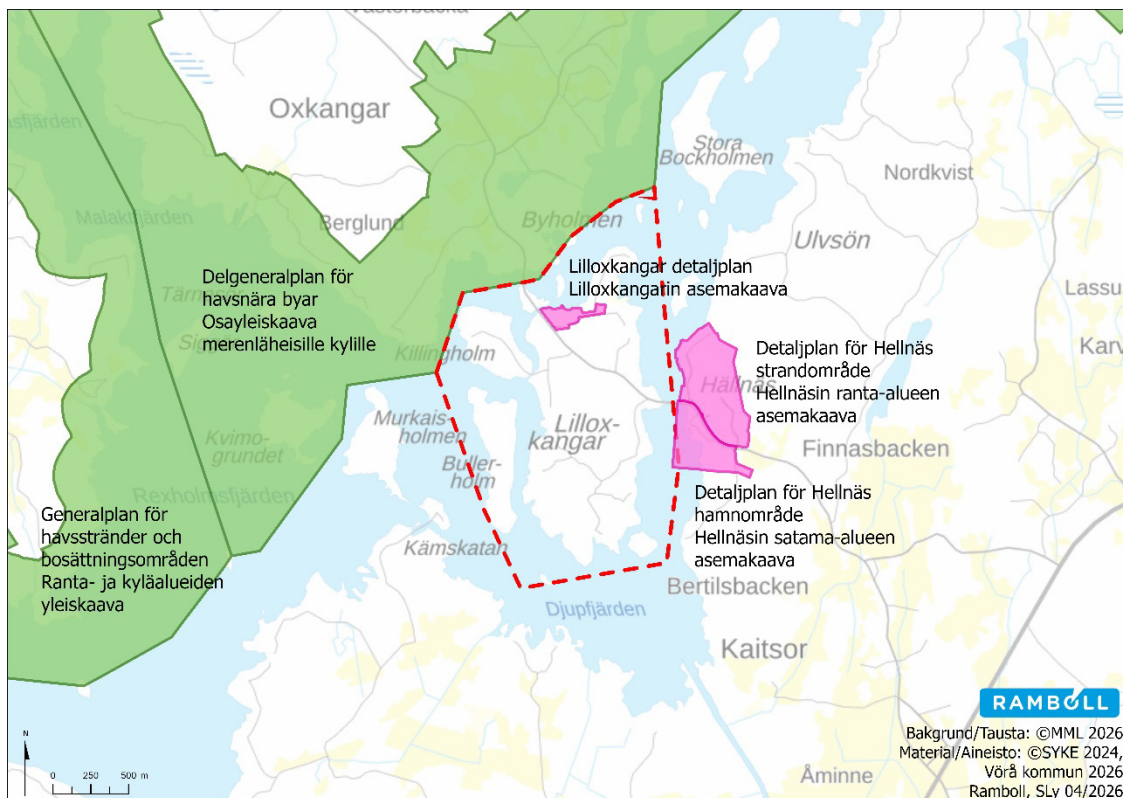 Västerbacka
Oxkangar
Stora
Bockholmen
Nordkvist
Malaktfjärden
Berglund
Byholmen
Ulvsön
Delgeneralplan för
havsnära byar
Osayleiskaava
merenläheisille kylille
Lilloxkangar detaljplan
Lilloxkangarin asemakaava
Lassus
Killingholm
Detaljplan för Hellnäs
strandområde
Hellnäsin ranta-alueen
asemakaava
Hällnäs
Karv
Murkais-
holmen
Lillox-
kangar
Kvimo-
grundet
Buller-
holm
Finnasbacken
Rexholmsfjärden
Detaljplan för Hellnäs
hamnområde
Hellnäsin satama-alueen
asemakaava
Generalplan för
havsstränder och
bosättningsområden
Ranta- ja kyläalueiden
yleiskaava
Kämskatan
Bertilsbacken
Djupfjärden
Kaitsor
RAMBOLL
N
Bakgrund/Tausta: ©MML 2026
Material/Aineisto: ©SYKE 2024,
Vörå kommun 2026
Ramboll, SLy 04/2026
0 250 500 m
Åminne